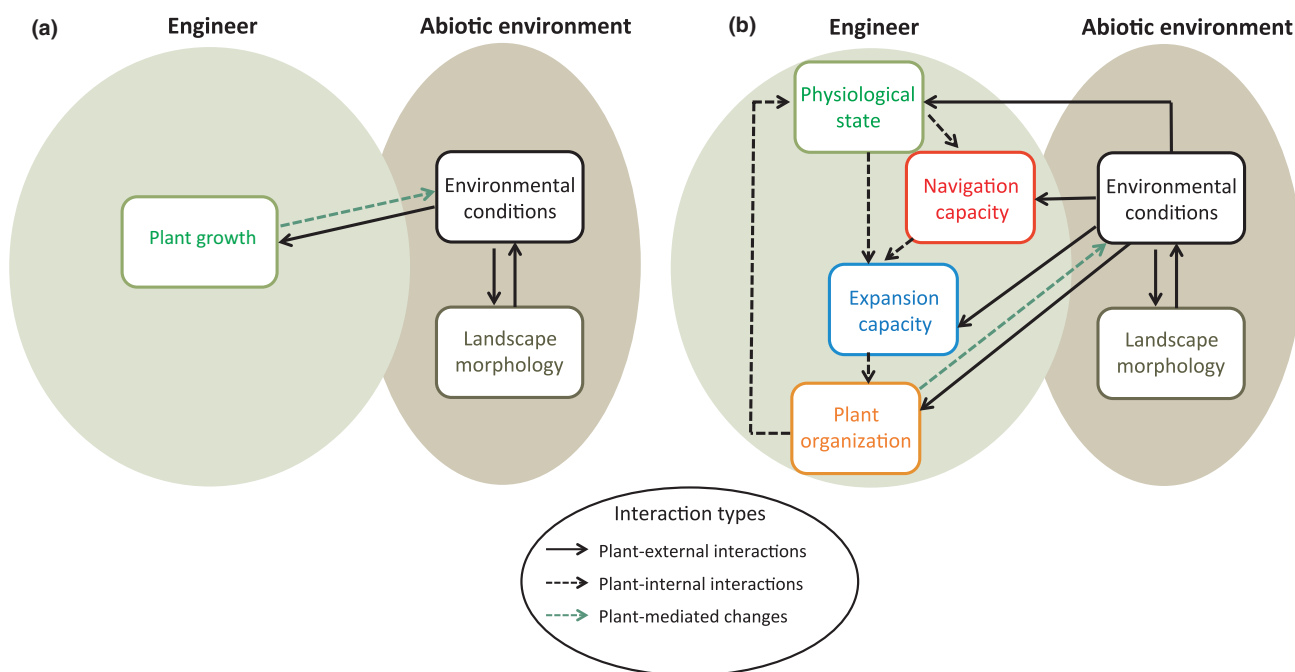 (a)
Engineer
Abiotic environment
Plant growth
Environmental
conditions
Landscape
morphology
(b)
Engineer
Abiotic environment
Physiological
state
Navigation
capacity
Expansion
capacity
Plant
organization
Environmental
conditions
Landscape
morphology
Interaction types
Plant-external interactions
Plant-internal interactions
Plant-mediated changes